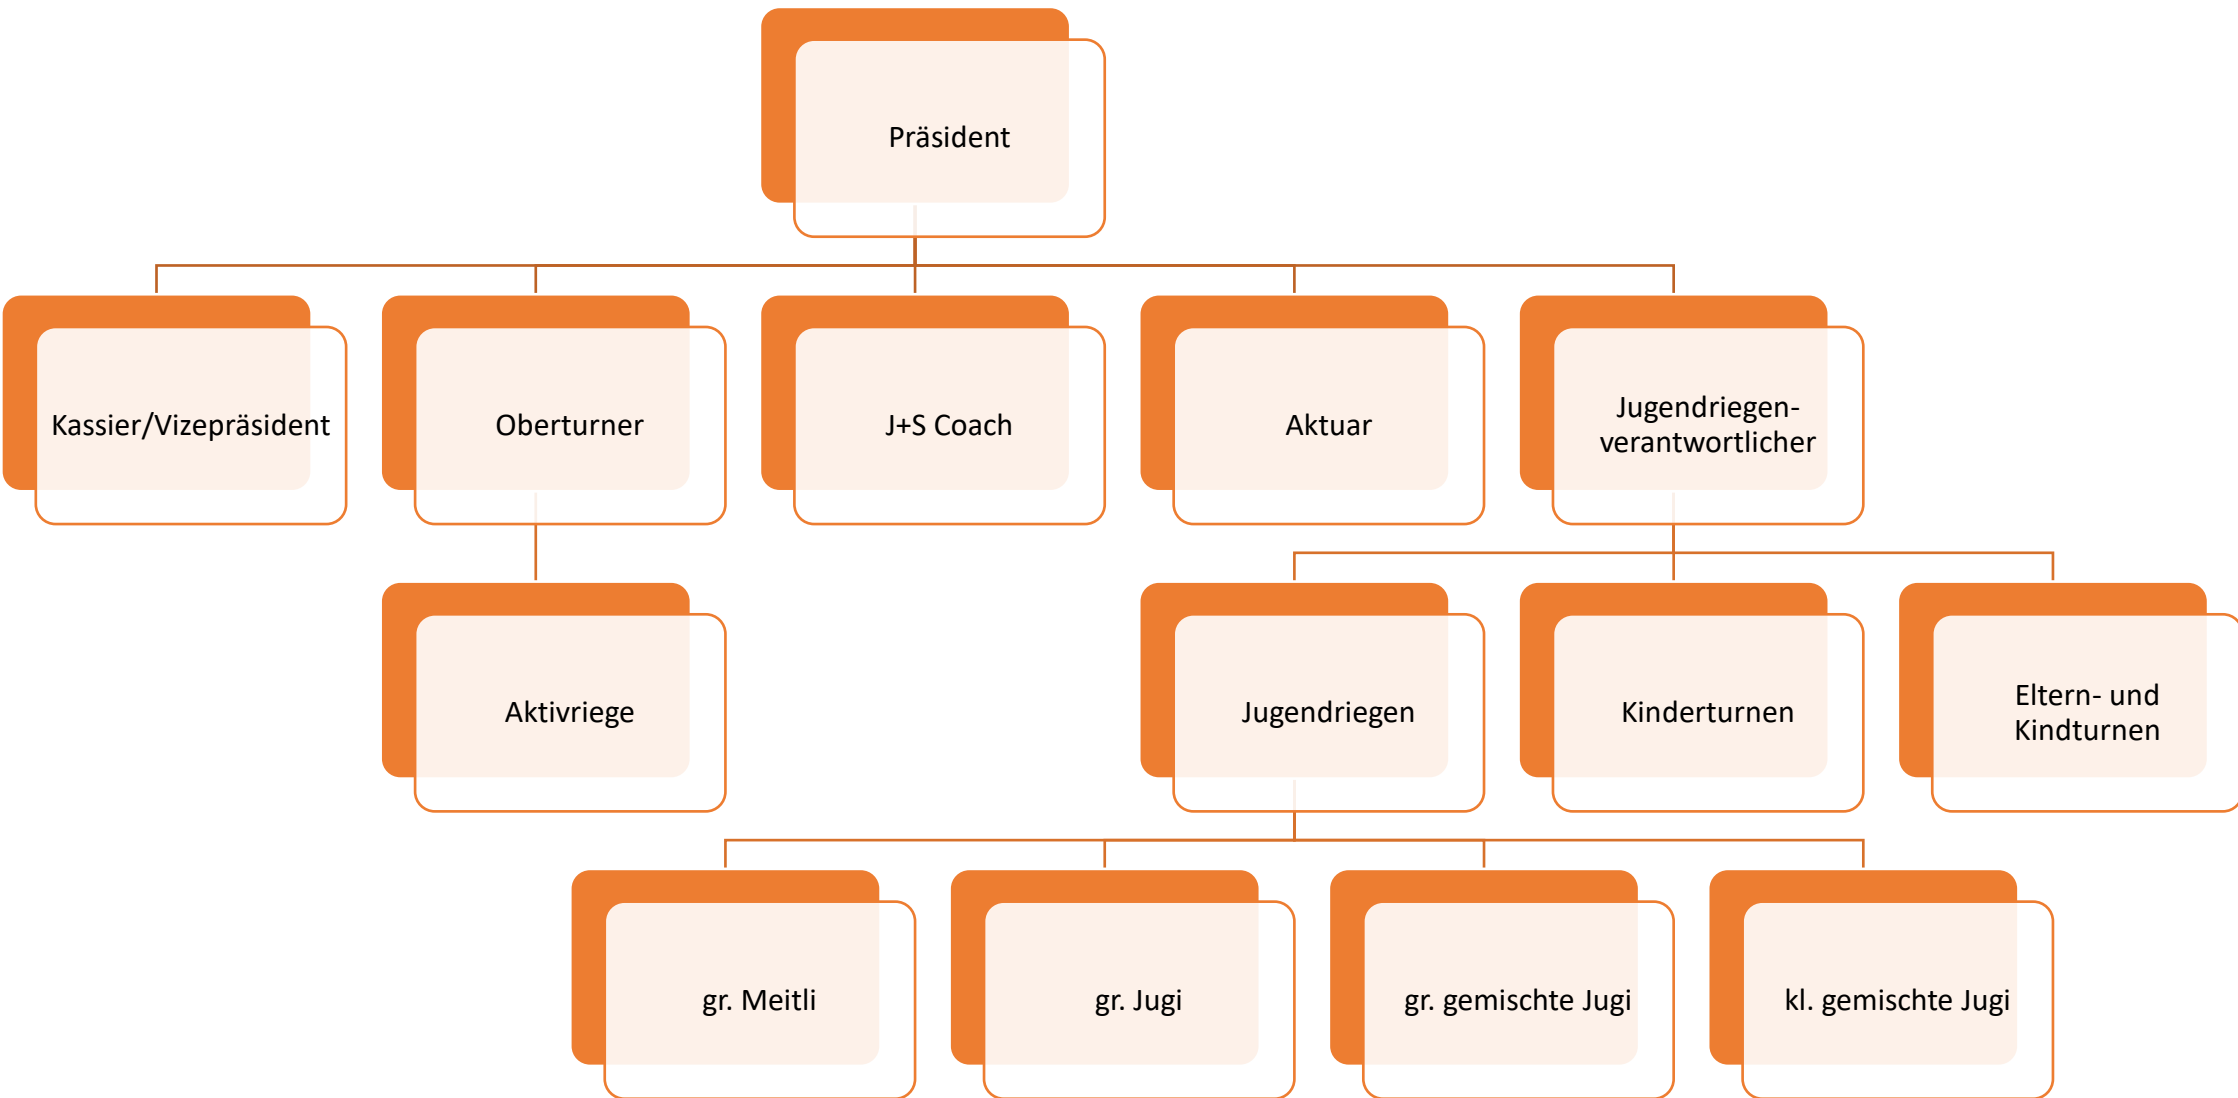 Präsident
Kassier/Vizepräsident
Oberturner
J+S Coach
Aktuar
Jugendriegen-
verantwortlicher
Aktivriege
Jugendriegen
Kinderturnen
Eltern- und
Kindturnen
gr. Meitli
gr. Jugi
gr. gemischte Jugi
kl. gemischte Jugi